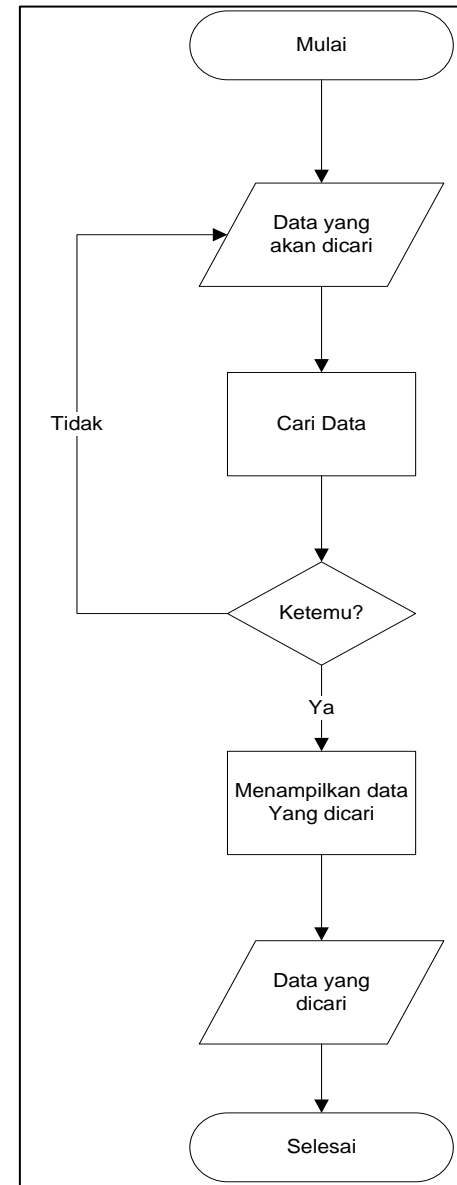 Mulai
Data yang
akan dicari
Tidak
Cari Data
Ketemu?
Ya
Menampilkan data
Yang dicari
Data yang
dicari
Selesai